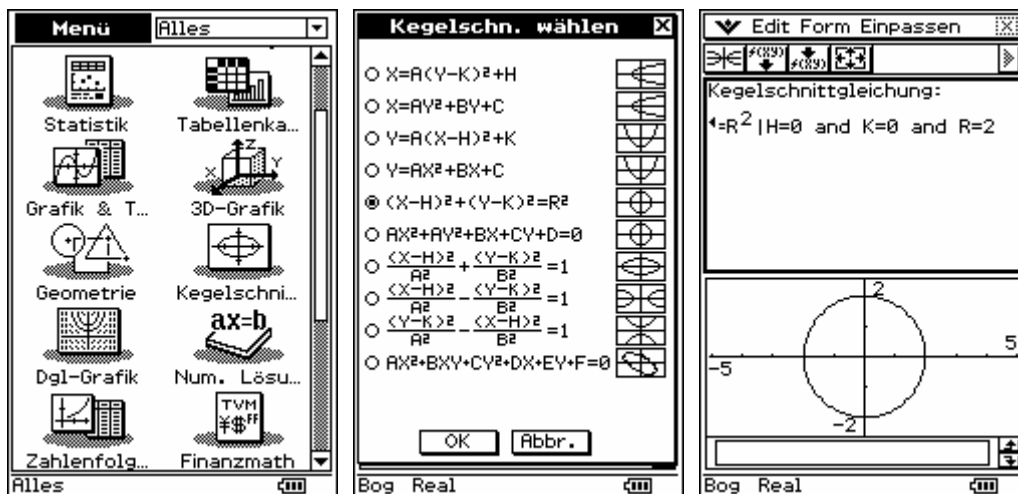 Menü Alles
Statistik Tabellenka...
Grafik & T... 3D-Grafik
X Z Y
Geometrie Kegelschni...
ax=b
Dgl-Grafik Num. Lösu...
TVM
¥$FF
Zahlenfolg... Finanzmath
Alles
Kegelschn. wählen
X=A(Y-K)²+H
X=AY²+BY+C
Y=A(X-H)²+K
Y=AX²+BX+C
(X-H)²+(Y-K)²=R²
AX²+AY²+BX+CY+D=0
(X-H)²/A² + (Y-K)²/B² =1
(X-H)²/A² - (Y-K)²/B² =1
(Y-K)²/A² - (X-H)²/B² =1
AX²+BXY+CY²+DX+EY+F=0
OK Abbr.
Bog Real
Edit Form Einpassen
f(XY) f(XY)
Kegelschnittgleichung:
=R²|H=0 and K=0 and R=2
2
5
-5
-2
Bog Real